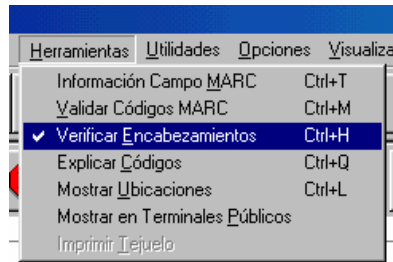 Herramientas Utilidades Opciones Visualiza
Información Campo MARC Ctrl+T
Validar Códigos MARC Ctrl+M
Verificar Encabezamientos Ctrl+H
Explicar Códigos Ctrl+Q
Mostrar Ubicaciones Ctrl+L
Mostrar en Terminales Públicos
Imprimir Tejuelo